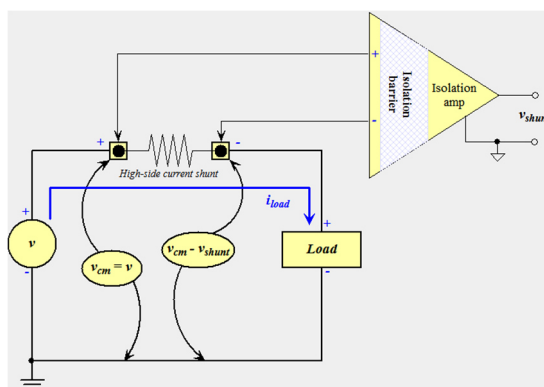 +
-
Isolation
barrier
Isolation
amp
v_shunt
+
-
High-side current shunt
i_load
+
v
-
v_cm = v
v_cm - v_shunt
+
Load
-